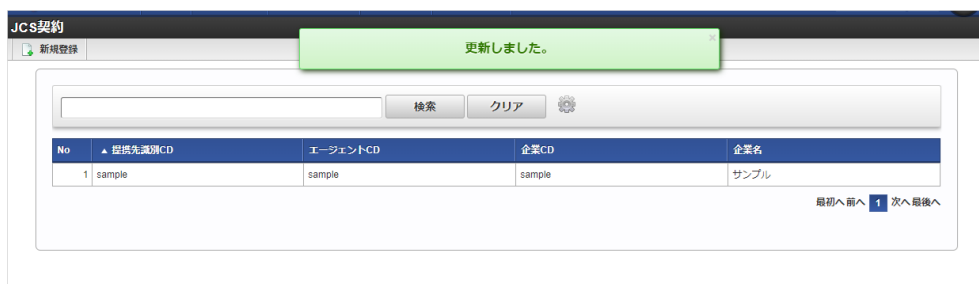 JCS契約
新規登録
更新しました。
×
検索 クリア
No ▲ 提携先識別CD エージェントCD 企業CD 企業名
1 sample sample sample サンプル
最初へ 前へ 1 次へ 最後へ